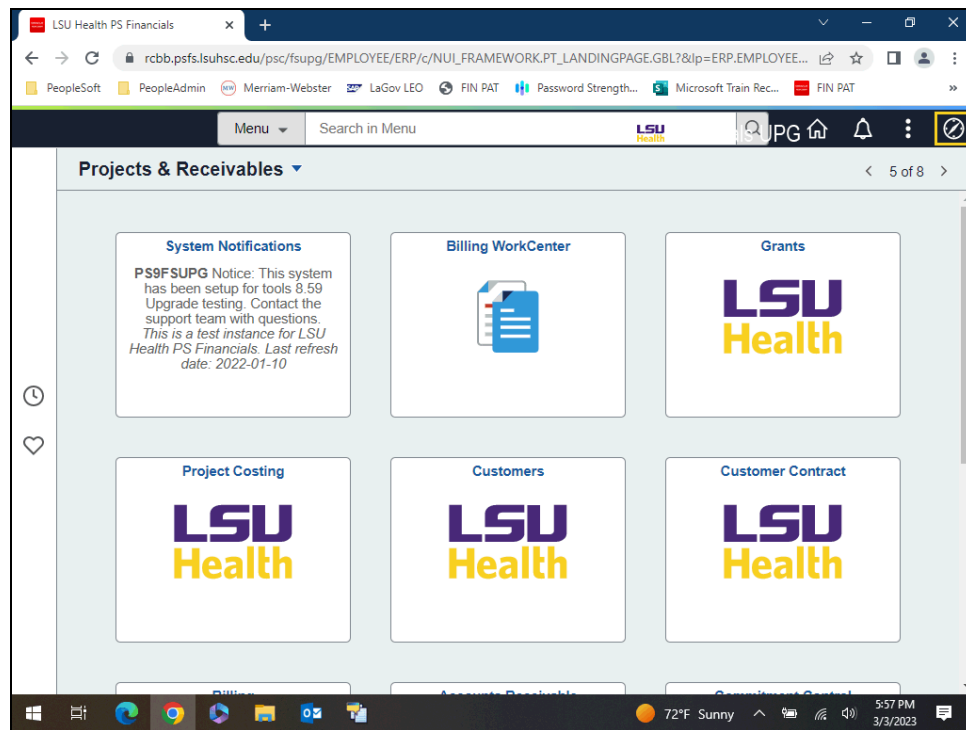 LSU Health PS Financials
rcbb.psfs.lsuhsc.edu/psc/fsupg/EMPLOYEE/ERP/c/NUI_FRAMEWORK.PT_LANDINGPAGE.GBL?&lp=ERP.EMPLOYEE...
PeopleSoft PeopleAdmin Merriam-Webster LaGov LEO FIN PAT Password Strength... Microsoft Train Rec... FIN PAT »
Menu Search in Menu LSU Health UPG
Projects & Receivables 5 of 8
System Notifications
PS9FSUPG Notice: This system
has been setup for tools 8.59
Upgrade testing. Contact the
support team with questions.
This is a test instance for LSU
Health PS Financials. Last refresh
date: 2022-01-10
Billing WorkCenter
Grants
LSU
Health
Project Costing
LSU
Health
Customers
LSU
Health
Customer Contract
LSU
Health
Billing Accounts Receivable Commitment Control
72°F Sunny 5:57 PM
3/3/2023